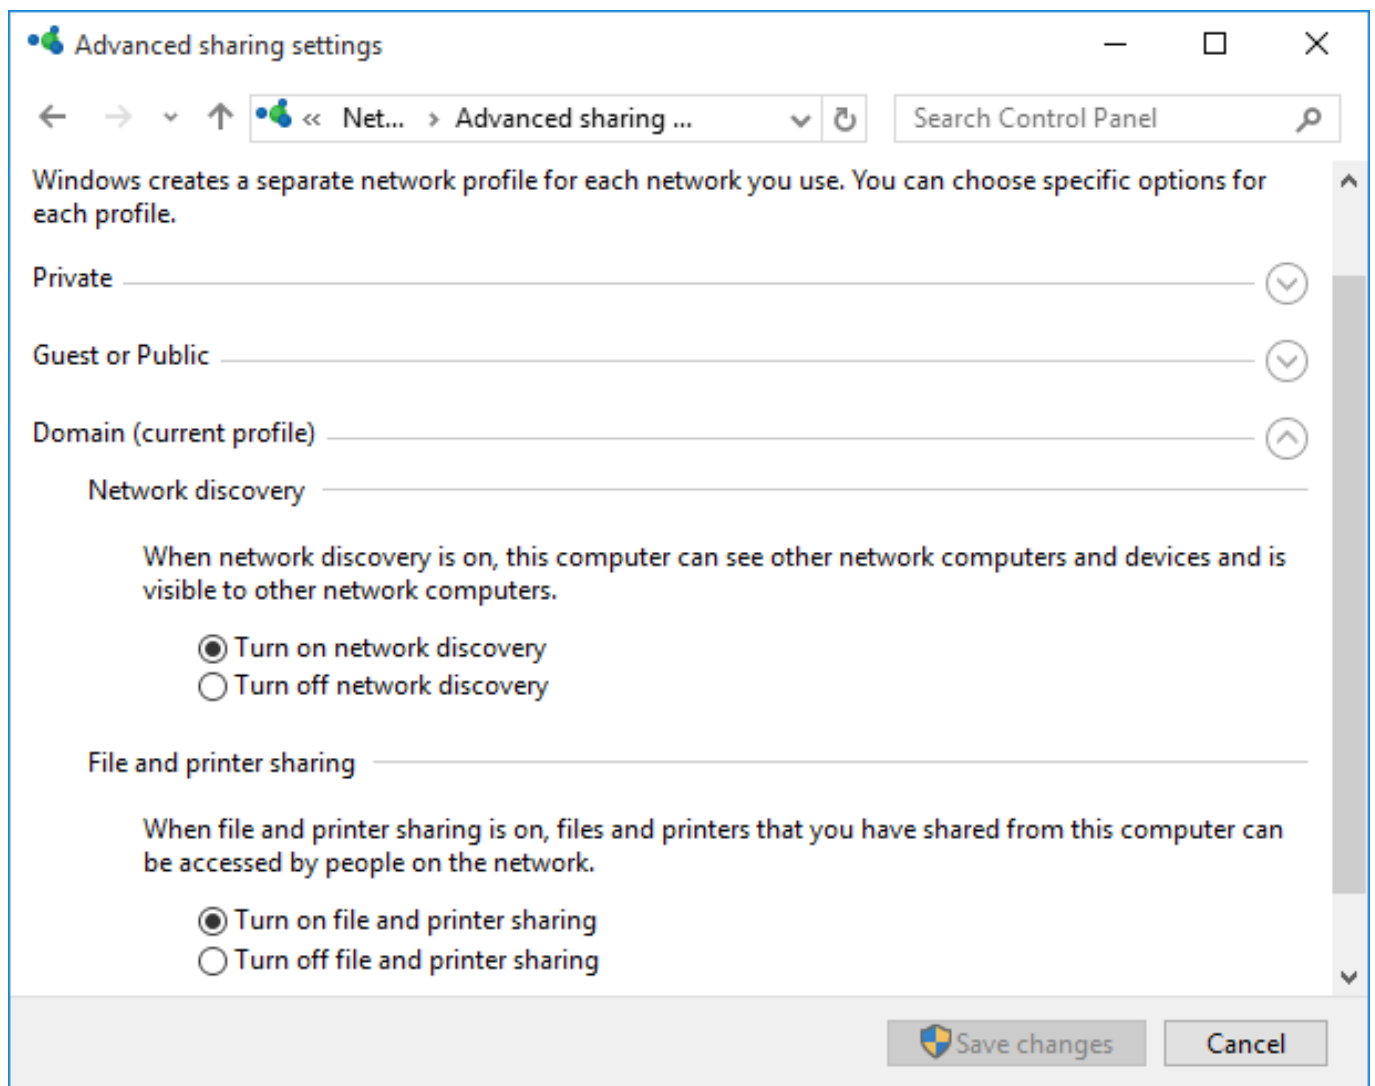 Advanced sharing settings
« Net... › Advanced sharing ...
Search Control Panel
Windows creates a separate network profile for each network you use. You can choose specific options for
each profile.
Private
Guest or Public
Domain (current profile)
Network discovery
When network discovery is on, this computer can see other network computers and devices and is
visible to other network computers.
Turn on network discovery
Turn off network discovery
File and printer sharing
When file and printer sharing is on, files and printers that you have shared from this computer can
be accessed by people on the network.
Turn on file and printer sharing
Turn off file and printer sharing
Save changes
Cancel